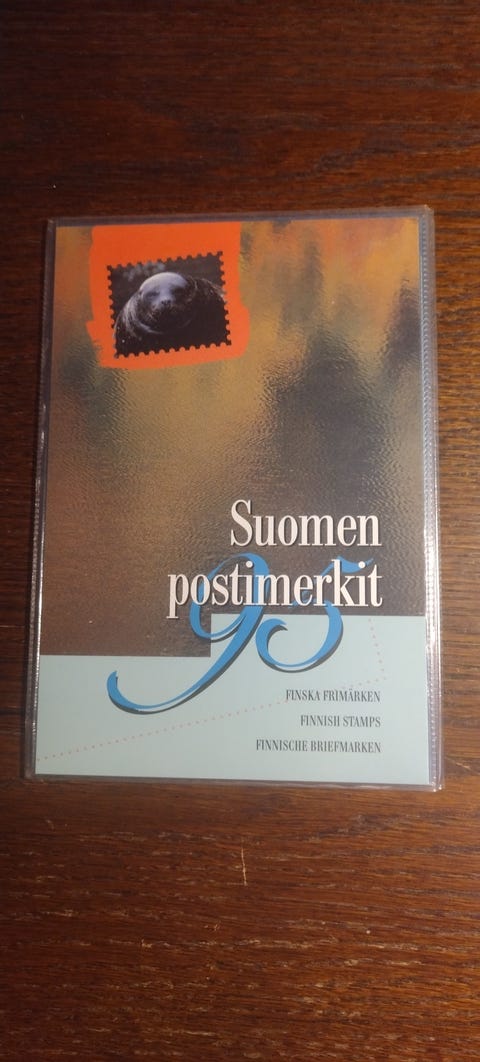 Suomen
postimerkit
95
FINSKA FRIMÄRKEN
FINNISH STAMPS
FINNISCHE BRIEFMARKEN